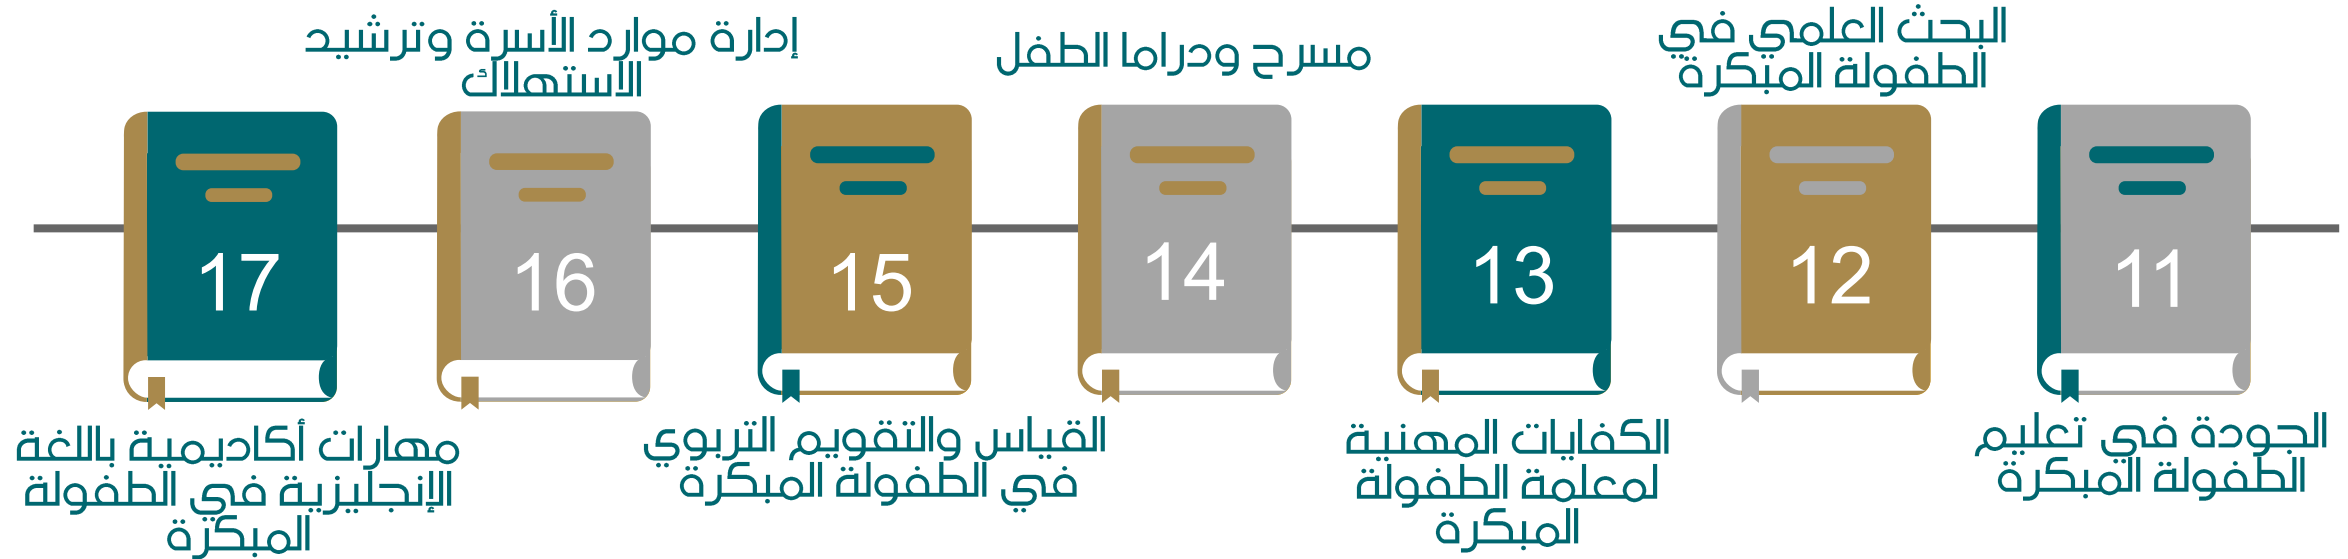 11
الجودة في تعليم
الطفولة المبكرة
البحث العلمي في
الطفولة المبكرة
12
13
الكفايات المهنية
لمعلمة الطفولة
المبكرة
مسرح ودراما الطفل
14
15
القياس والتقويم التربوي
في الطفولة المبكرة
إدارة موارد الأسرة وترشيد
الاستهلاك
16
17
مهارات أكاديمية باللغة
الإنجليزية في الطفولة
المبكرة